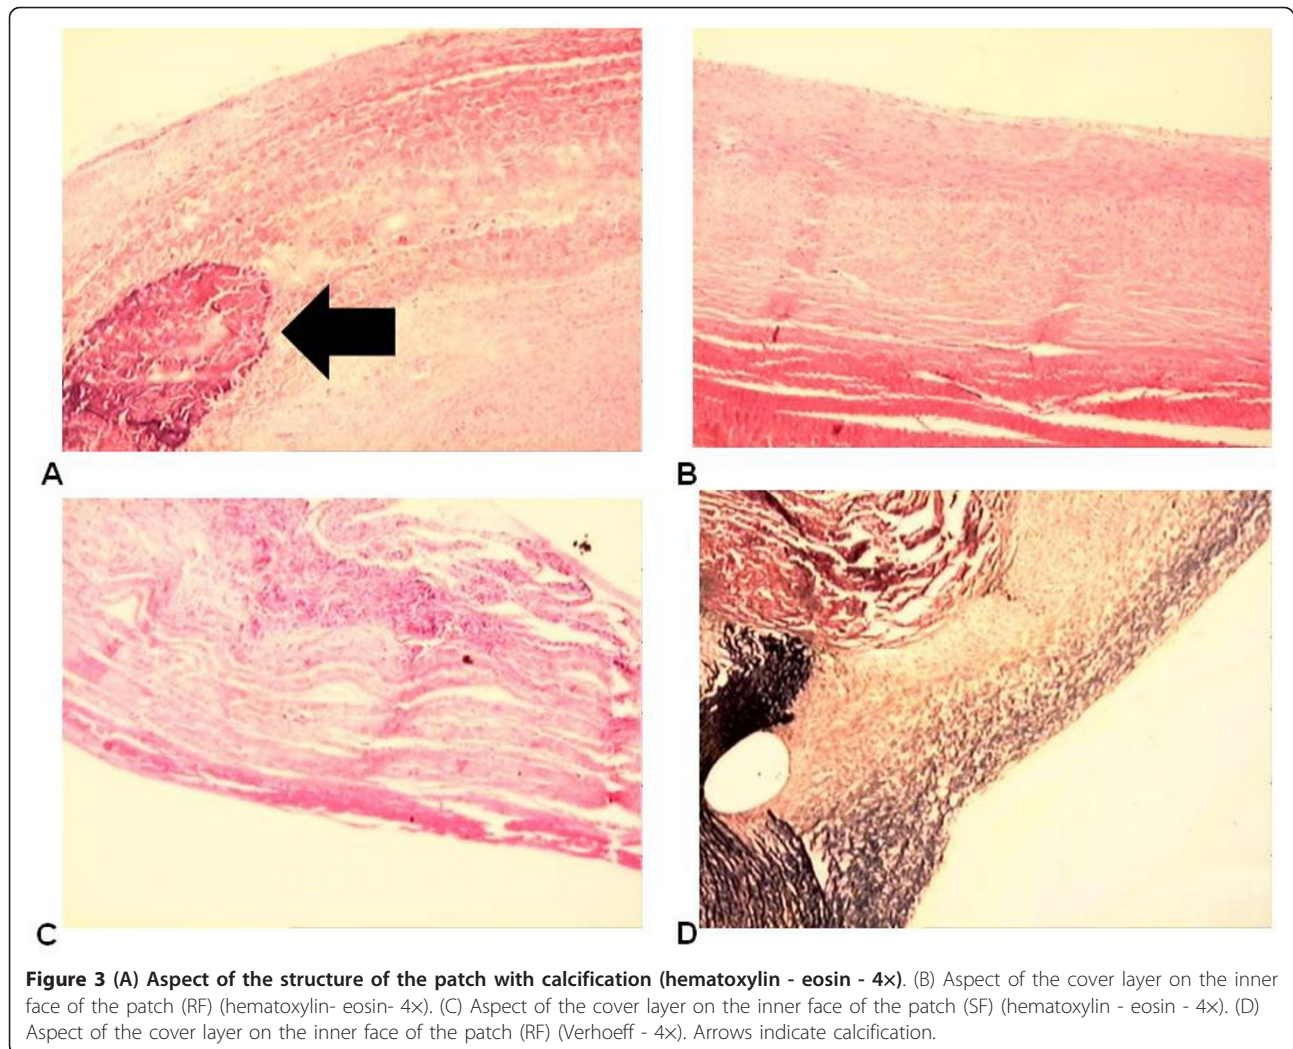 A
B
C
D
Figure 3 (A) Aspect of the structure of the patch with calcification (hematoxylin - eosin - 4×). (B) Aspect of the cover layer on the inner
face of the patch (RF) (hematoxylin- eosin- 4×). (C) Aspect of the cover layer on the inner face of the patch (SF) (hematoxylin - eosin - 4×). (D)
Aspect of the cover layer on the inner face of the patch (RF) (Verhoeff - 4×). Arrows indicate calcification.